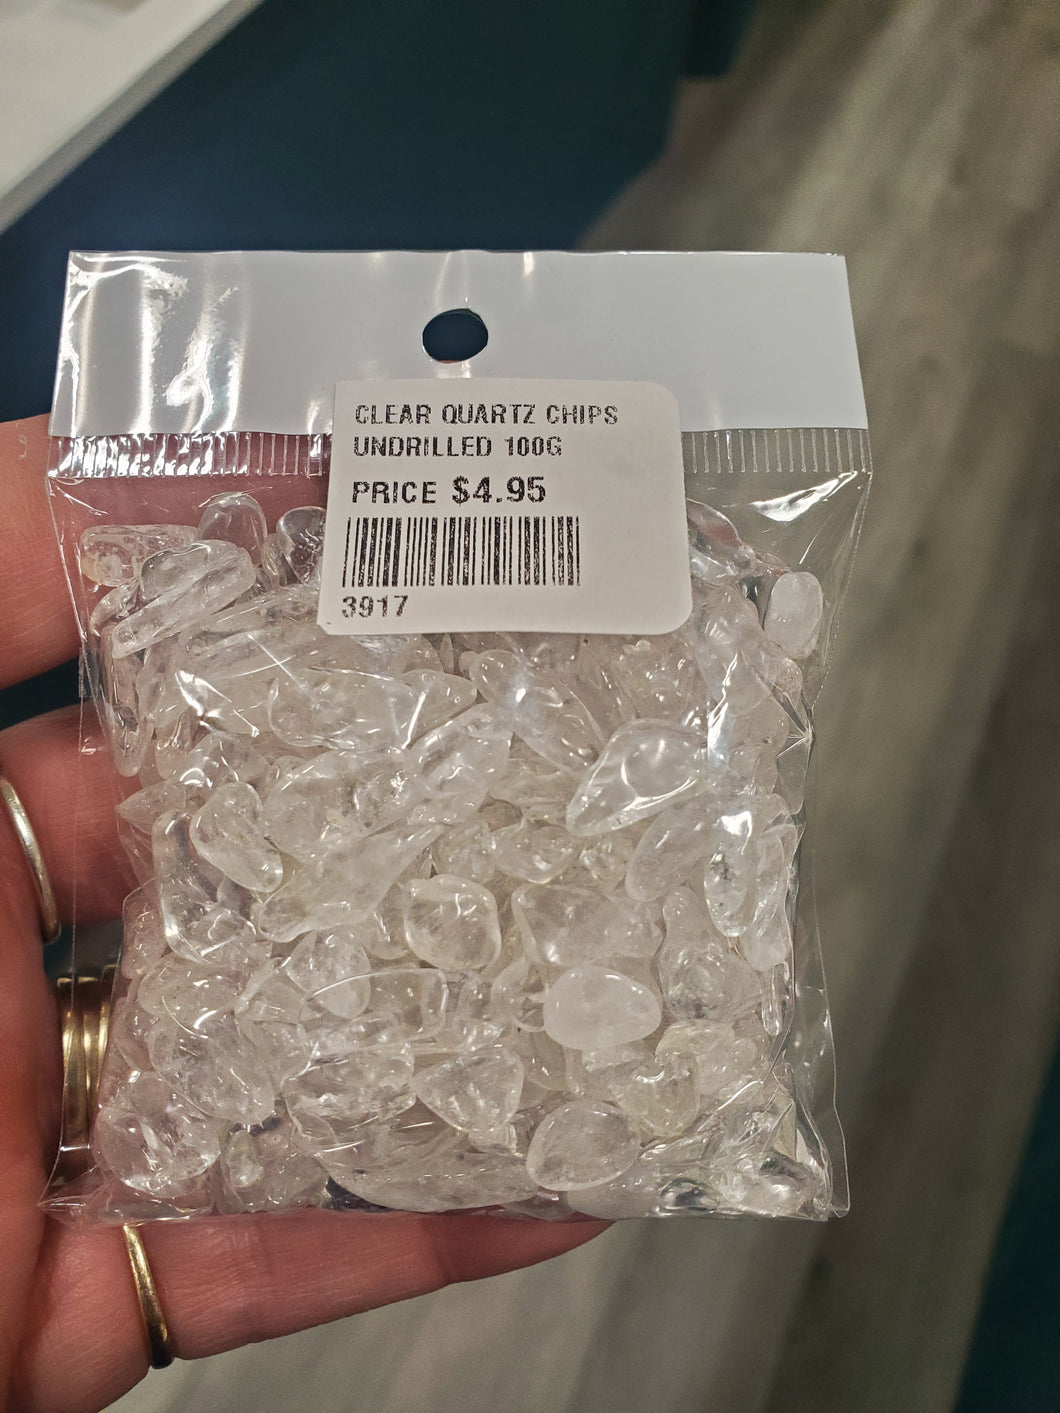 CLEAR QUARTZ CHIPS
UNDRILLED 100G
PRICE $4.95
3917